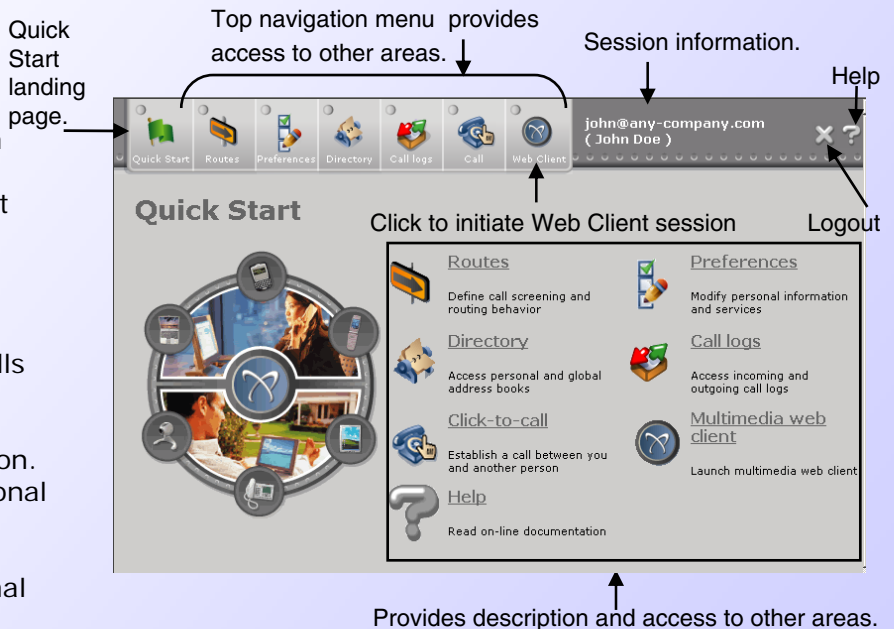 Quick
Start
landing
page.
Top navigation menu provides
access to other areas.
Session information.
Help
Quick Start
Routes
Preferences
Directory
Call logs
Call
Web Client
john@any-company.com
( John Doe )
Quick Start
Click to initiate Web Client session
Logout
Routes
Define call screening and
routing behavior
Preferences
Modify personal information
and services
Directory
Access personal and global
address books
Call logs
Access incoming and
outgoing call logs
Click-to-call
Establish a call between you
and another person
Multimedia web
client
Launch multimedia web client
Help
Read on-line documentation
Provides description and access to other areas.